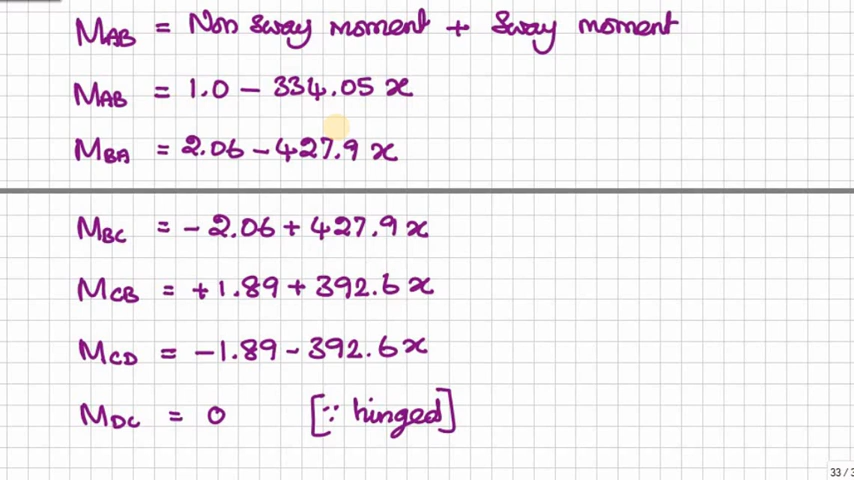 MAB = Non sway moment + Sway moment
MAB = 1.0 - 334.05 x
MBA = 2.06 - 427.9 x
MBC = - 2.06 + 427.9 x
MCB = +1.89 + 392.6 x
MCD = -1.89 - 392.6 x
MDC = 0 [∵ hinged]
33 / 3